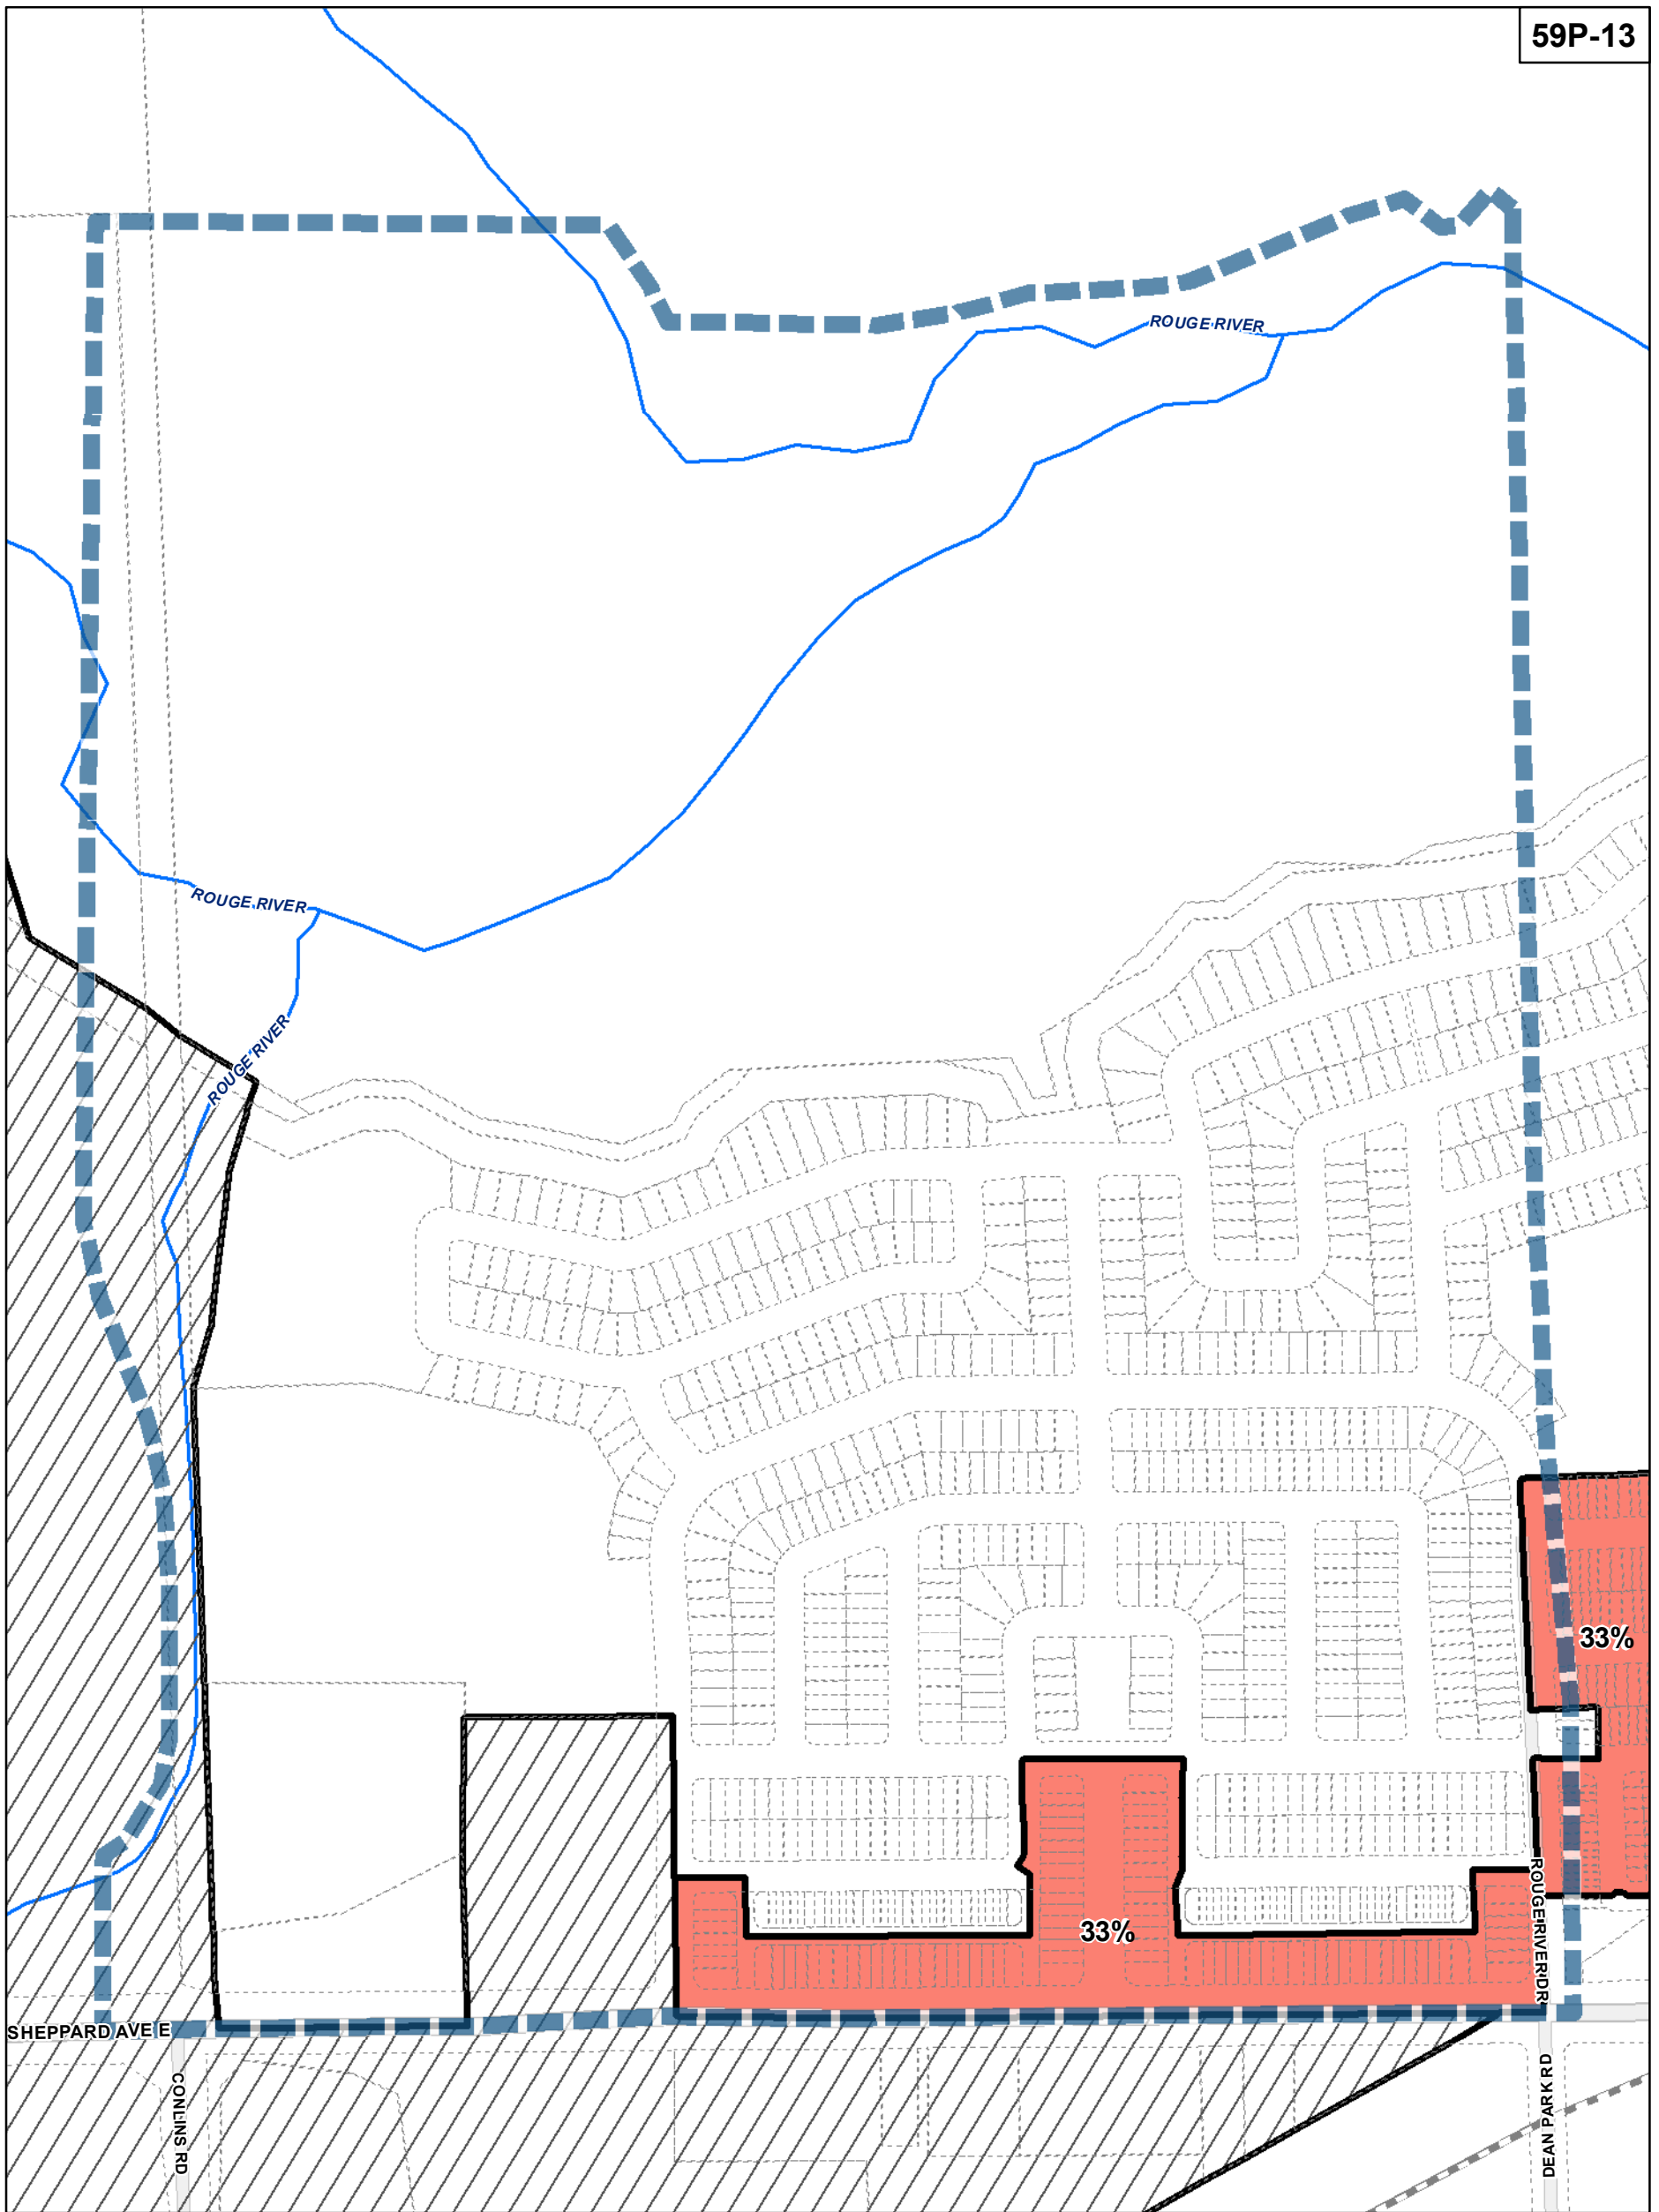 59P-13
ROUGE RIVER
ROUGE RIVER
ROUGE RIVER
33%
33%
ROUGE RIVER DR
SHEPPARD AVE E
CONLINS RD
DEAN PARK RD